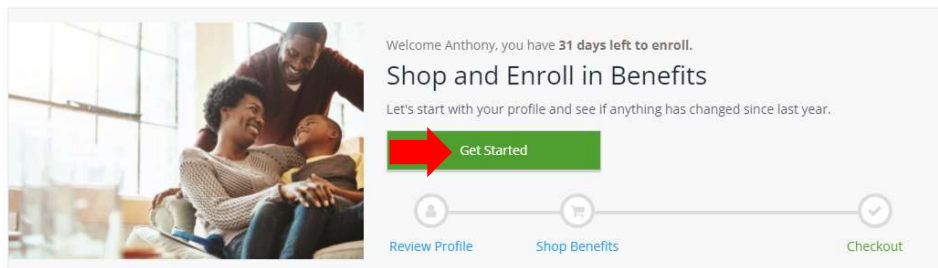 Welcome Anthony, you have 31 days left to enroll.
Shop and Enroll in Benefits
Let's start with your profile and see if anything has changed since last year.
Get Started
Review Profile
Shop Benefits
Checkout